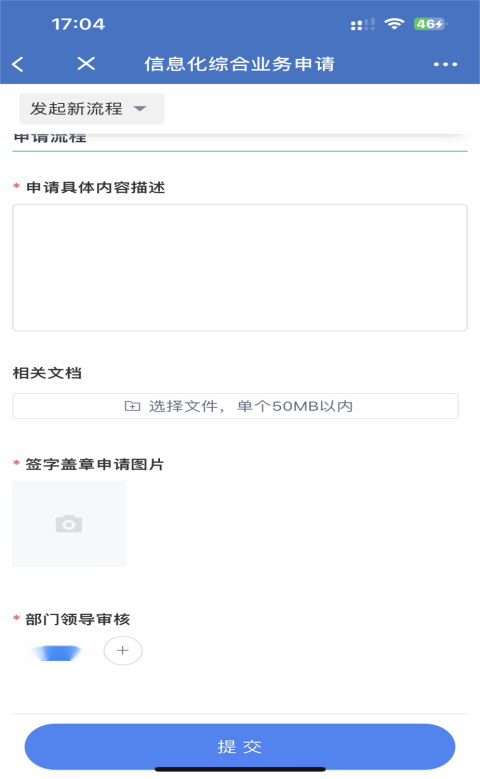 17:04
46
信息化综合业务申请
发起新流程
申请流程
* 申请具体内容描述
相关文档
选择文件，单个50MB以内
* 签字盖章申请图片
* 部门领导审核
提交